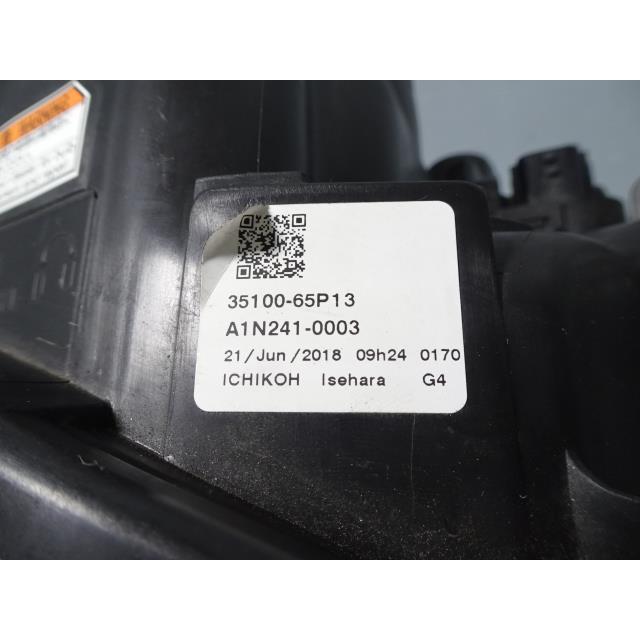 35100-65P13
A1N241-0003
21/Jun/2018 09h24 0170
ICHIKOH Isehara G4